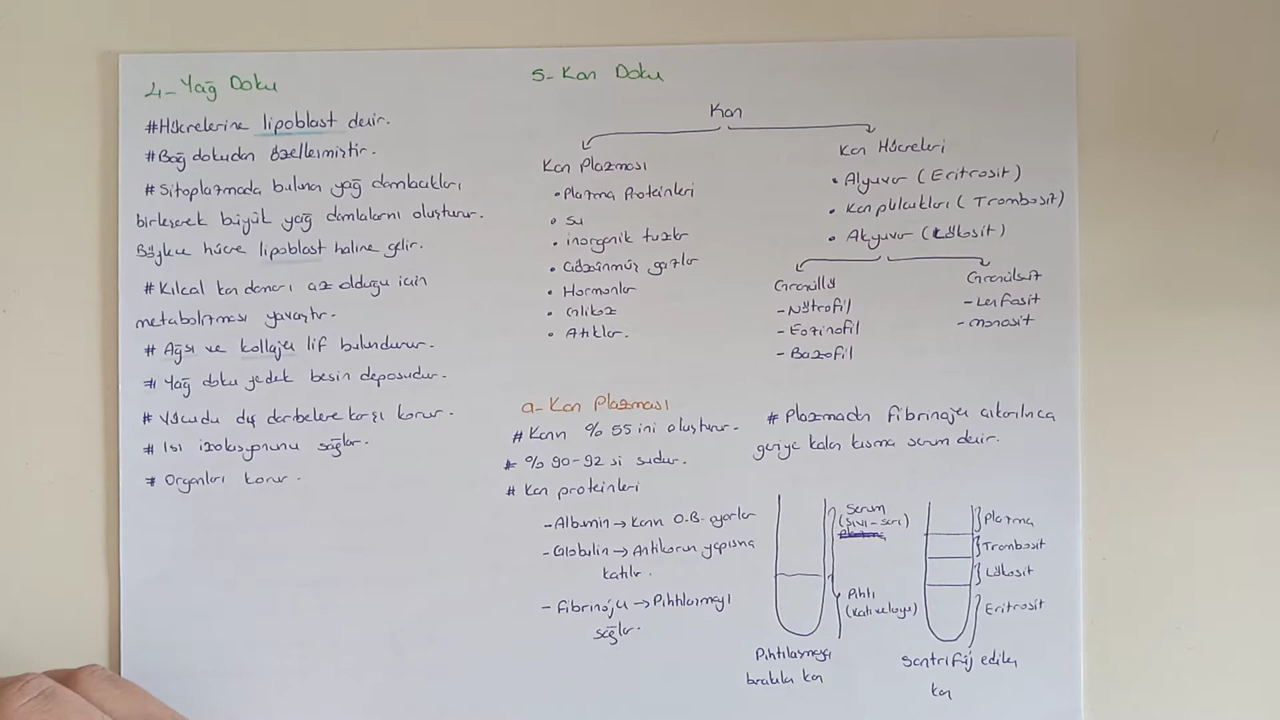 4- Yağ Doku
#Hücrelerine lipoblast denir.
#Bağ dokudan özelleşmiştir.
#Sitoplazmada bulunan yağ damlacıkları
birleşerek büyük yağ damlalarını oluşturur.
Böylece hücre lipoblast haline gelir.
#Kılcal kan damarı az olduğu için
metabolizması yavaştır.
# Ağsı ve kollajen lif bulundurur.
# Yağ doku yedek besin deposudur.
# Vücudu dış darbelere karşı korur.
# Isı izolasyonunu sağlar.
# Organları korur.
5- Kan Doku
Kan
Kan Plazması
• Plazma Proteinleri
• Su
• inorganik tuzlar
• Çözünmüş gazlar
• Hormonlar
• Glikoz
• Atıklar.
Kan Hücreleri
• Alyuvar (Eritrosit)
• Kan pulcukları (Trombosit)
• Akyuvar (Lökosit)
Granüllü
- Nötrofil
- Eozinofil
- Bazofil
Granülsüz
- Lenfosit
- monosit
a- Kan Plazması
# Kanın % 55 ini oluşturur.
# % 90-92 si sudur.
# Kan proteinleri
- Albümin → Kanın O.B. ayarlar
- Globulin → Antikorun yapısına
katılır.
- Fibrinojen → Pıhtılaşmayı
sağlar.
# Plazmadan fibrinojen çıkarılınca
geriye kalan kısma serum denir.
Serum
(sıvı-sarı)
Pıhtı
(katı kısım)
Pıhtılaşmaya
bırakılan kan
Plazma
Trombosit
Lökosit
Eritrosit
Santrifüj edilen
kan